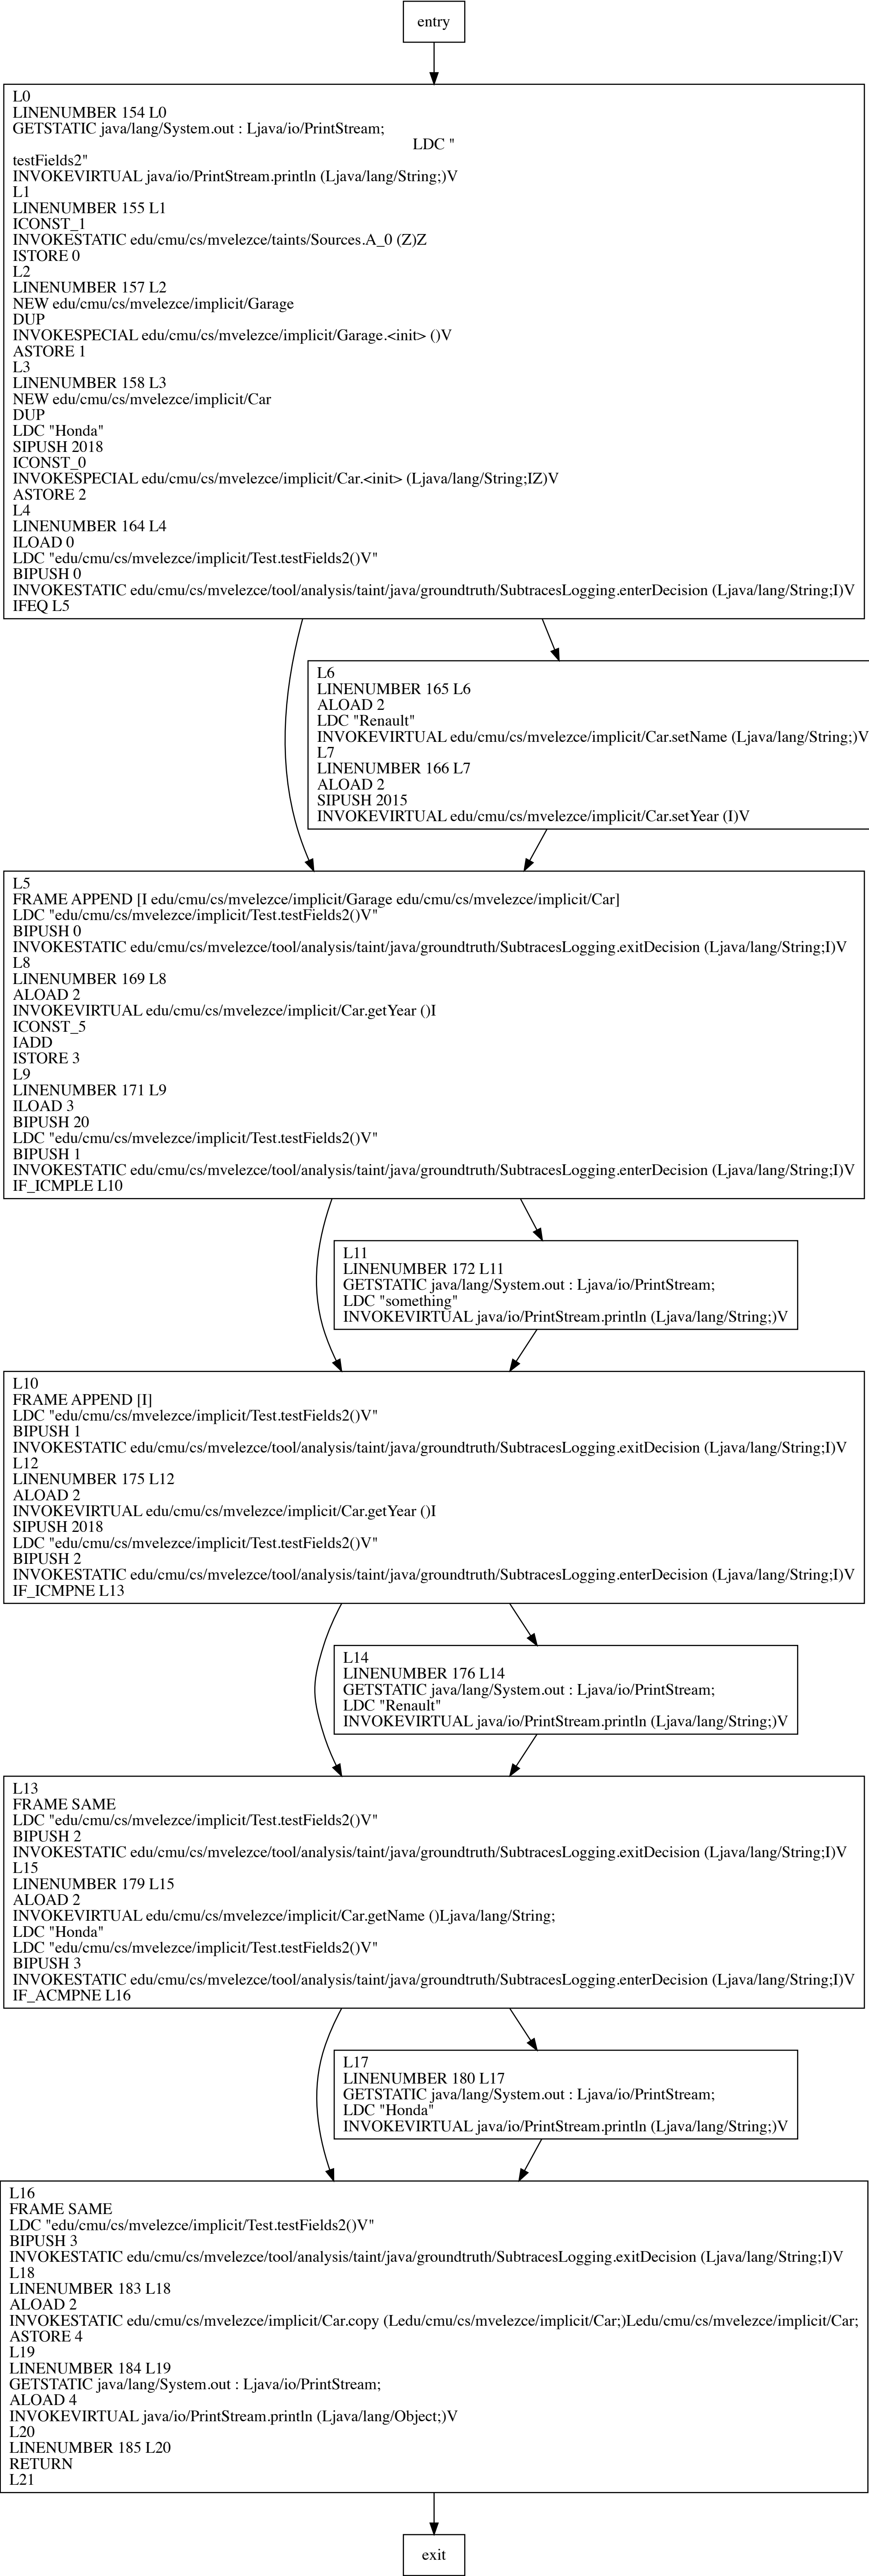 entry
L0
LINENUMBER 154 L0
GETSTATIC java/lang/System.out : Ljava/io/PrintStream;
LDC "
testFields2"
INVOKEVIRTUAL java/io/PrintStream.println (Ljava/lang/String;)V
L1
LINENUMBER 155 L1
ICONST_1
INVOKESTATIC edu/cmu/cs/mvelezce/taints/Sources.A_0 (Z)Z
ISTORE 0
L2
LINENUMBER 157 L2
NEW edu/cmu/cs/mvelezce/implicit/Garage
DUP
INVOKESPECIAL edu/cmu/cs/mvelezce/implicit/Garage.<init> ()V
ASTORE 1
L3
LINENUMBER 158 L3
NEW edu/cmu/cs/mvelezce/implicit/Car
DUP
LDC "Honda"
SIPUSH 2018
ICONST_0
INVOKESPECIAL edu/cmu/cs/mvelezce/implicit/Car.<init> (Ljava/lang/String;IZ)V
ASTORE 2
L4
LINENUMBER 164 L4
ILOAD 0
LDC "edu/cmu/cs/mvelezce/implicit/Test.testFields2()V"
BIPUSH 0
INVOKESTATIC edu/cmu/cs/mvelezce/tool/analysis/taint/java/groundtruth/SubtracesLogging.enterDecision (Ljava/lang/String;I)V
IFEQ L5
L6
LINENUMBER 165 L6
ALOAD 2
LDC "Renault"
INVOKEVIRTUAL edu/cmu/cs/mvelezce/implicit/Car.setName (Ljava/lang/String;)V
L7
LINENUMBER 166 L7
ALOAD 2
SIPUSH 2015
INVOKEVIRTUAL edu/cmu/cs/mvelezce/implicit/Car.setYear (I)V
L5
FRAME APPEND [I edu/cmu/cs/mvelezce/implicit/Garage edu/cmu/cs/mvelezce/implicit/Car]
LDC "edu/cmu/cs/mvelezce/implicit/Test.testFields2()V"
BIPUSH 0
INVOKESTATIC edu/cmu/cs/mvelezce/tool/analysis/taint/java/groundtruth/SubtracesLogging.exitDecision (Ljava/lang/String;I)V
L8
LINENUMBER 169 L8
ALOAD 2
INVOKEVIRTUAL edu/cmu/cs/mvelezce/implicit/Car.getYear ()I
ICONST_5
IADD
ISTORE 3
L9
LINENUMBER 171 L9
ILOAD 3
BIPUSH 20
LDC "edu/cmu/cs/mvelezce/implicit/Test.testFields2()V"
BIPUSH 1
INVOKESTATIC edu/cmu/cs/mvelezce/tool/analysis/taint/java/groundtruth/SubtracesLogging.enterDecision (Ljava/lang/String;I)V
IF_ICMPLE L10
L11
LINENUMBER 172 L11
GETSTATIC java/lang/System.out : Ljava/io/PrintStream;
LDC "something"
INVOKEVIRTUAL java/io/PrintStream.println (Ljava/lang/String;)V
L10
FRAME APPEND [I]
LDC "edu/cmu/cs/mvelezce/implicit/Test.testFields2()V"
BIPUSH 1
INVOKESTATIC edu/cmu/cs/mvelezce/tool/analysis/taint/java/groundtruth/SubtracesLogging.exitDecision (Ljava/lang/String;I)V
L12
LINENUMBER 175 L12
ALOAD 2
INVOKEVIRTUAL edu/cmu/cs/mvelezce/implicit/Car.getYear ()I
SIPUSH 2018
LDC "edu/cmu/cs/mvelezce/implicit/Test.testFields2()V"
BIPUSH 2
INVOKESTATIC edu/cmu/cs/mvelezce/tool/analysis/taint/java/groundtruth/SubtracesLogging.enterDecision (Ljava/lang/String;I)V
IF_ICMPNE L13
L14
LINENUMBER 176 L14
GETSTATIC java/lang/System.out : Ljava/io/PrintStream;
LDC "Renault"
INVOKEVIRTUAL java/io/PrintStream.println (Ljava/lang/String;)V
L13
FRAME SAME
LDC "edu/cmu/cs/mvelezce/implicit/Test.testFields2()V"
BIPUSH 2
INVOKESTATIC edu/cmu/cs/mvelezce/tool/analysis/taint/java/groundtruth/SubtracesLogging.exitDecision (Ljava/lang/String;I)V
L15
LINENUMBER 179 L15
ALOAD 2
INVOKEVIRTUAL edu/cmu/cs/mvelezce/implicit/Car.getName ()Ljava/lang/String;
LDC "Honda"
LDC "edu/cmu/cs/mvelezce/implicit/Test.testFields2()V"
BIPUSH 3
INVOKESTATIC edu/cmu/cs/mvelezce/tool/analysis/taint/java/groundtruth/SubtracesLogging.enterDecision (Ljava/lang/String;I)V
IF_ACMPNE L16
L17
LINENUMBER 180 L17
GETSTATIC java/lang/System.out : Ljava/io/PrintStream;
LDC "Honda"
INVOKEVIRTUAL java/io/PrintStream.println (Ljava/lang/String;)V
L16
FRAME SAME
LDC "edu/cmu/cs/mvelezce/implicit/Test.testFields2()V"
BIPUSH 3
INVOKESTATIC edu/cmu/cs/mvelezce/tool/analysis/taint/java/groundtruth/SubtracesLogging.exitDecision (Ljava/lang/String;I)V
L18
LINENUMBER 183 L18
ALOAD 2
INVOKESTATIC edu/cmu/cs/mvelezce/implicit/Car.copy (Ledu/cmu/cs/mvelezce/implicit/Car;)Ledu/cmu/cs/mvelezce/implicit/Car;
ASTORE 4
L19
LINENUMBER 184 L19
GETSTATIC java/lang/System.out : Ljava/io/PrintStream;
ALOAD 4
INVOKEVIRTUAL java/io/PrintStream.println (Ljava/lang/Object;)V
L20
LINENUMBER 185 L20
RETURN
L21
exit